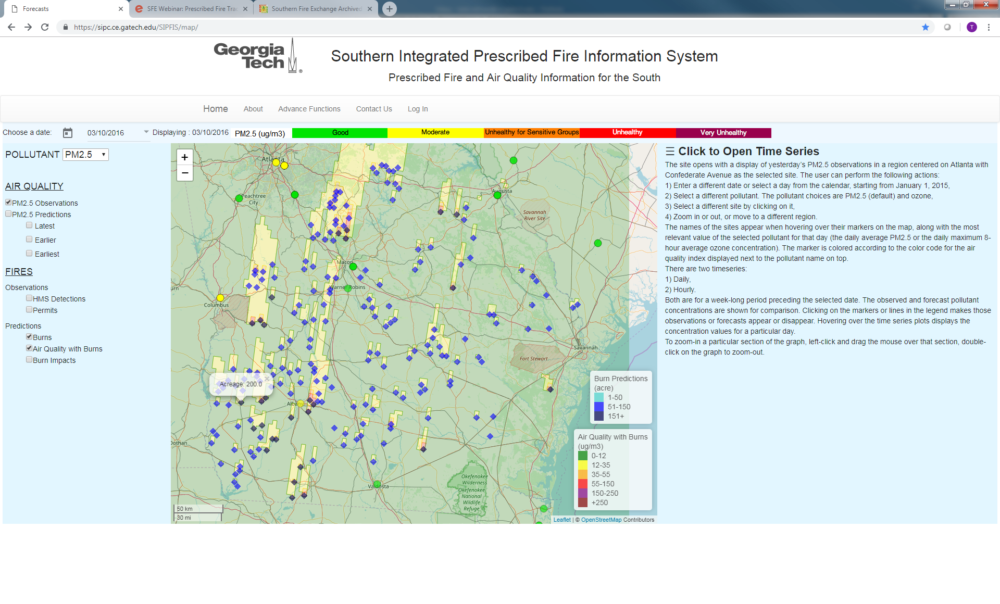 Forecasts
SFE Webinar: Prescribed Fire Trac
Southern Fire Exchange Archived
https://sipc.ce.gatech.edu/SIPFIS/map/
T
Georgia
Tech
®
Southern Integrated Prescribed Fire Information System
Prescribed Fire and Air Quality Information for the South
Home About Advance Functions Contact Us Log In
Choose a date: 03/10/2016 Displaying : 03/10/2016 PM2.5 (ug/m3) Good Moderate Unhealthy for Sensitive Groups Unhealthy Very Unhealthy
POLLUTANT PM2.5
AIR QUALITY
PM2.5 Observations
PM2.5 Predictions
Latest
Earlier
Earliest
FIRES
Observations
HMS Detections
Permits
Predictions
Burns
Air Quality with Burns
Burn Impacts
+
−
Atlanta
Peachtree
City
Augusta
Savannah
River Site
Macon
Warner Robins
urn
Columbus
Savannah
Fort Stewart
Acreage: 200.0
×
Albany
Dothan
Valdosta
Okefenokee
Wilderness
Okefenokee
National
Wildlife
Refuge
50 km
30 mi
Burn Predictions
(acre)
1-50
51-150
151+
Air Quality with Burns
(ug/m3)
0-12
12-35
35-55
55-150
150-250
+250
Leaflet | © OpenStreetMap Contributors
☰ Click to Open Time Series
The site opens with a display of yesterday's PM2.5 observations in a region centered on Atlanta with
Confederate Avenue as the selected site. The user can perform the following actions:
1) Enter a different date or select a day from the calendar, starting from January 1, 2015,
2) Select a different pollutant. The pollutant choices are PM2.5 (default) and ozone,
3) Select a different site by clicking on it,
4) Zoom in or out, or move to a different region.
The names of the sites appear when hovering over their markers on the map, along with the most
relevant value of the selected pollutant for that day (the daily average PM2.5 or the daily maximum 8-
hour average ozone concentration). The marker is colored according to the color code for the air
quality index displayed next to the pollutant name on top.
There are two timeseries:
1) Daily,
2) Hourly.
Both are for a week-long period preceding the selected date. The observed and forecast pollutant
concentrations are shown for comparison. Clicking on the markers or lines in the legend makes those
observations or forecasts appear or disappear. Hovering over the time series plots displays the
concentration values for a particular day.
To zoom-in a particular section of the graph, left-click and drag the mouse over that section, double-
click on the graph to zoom-out.